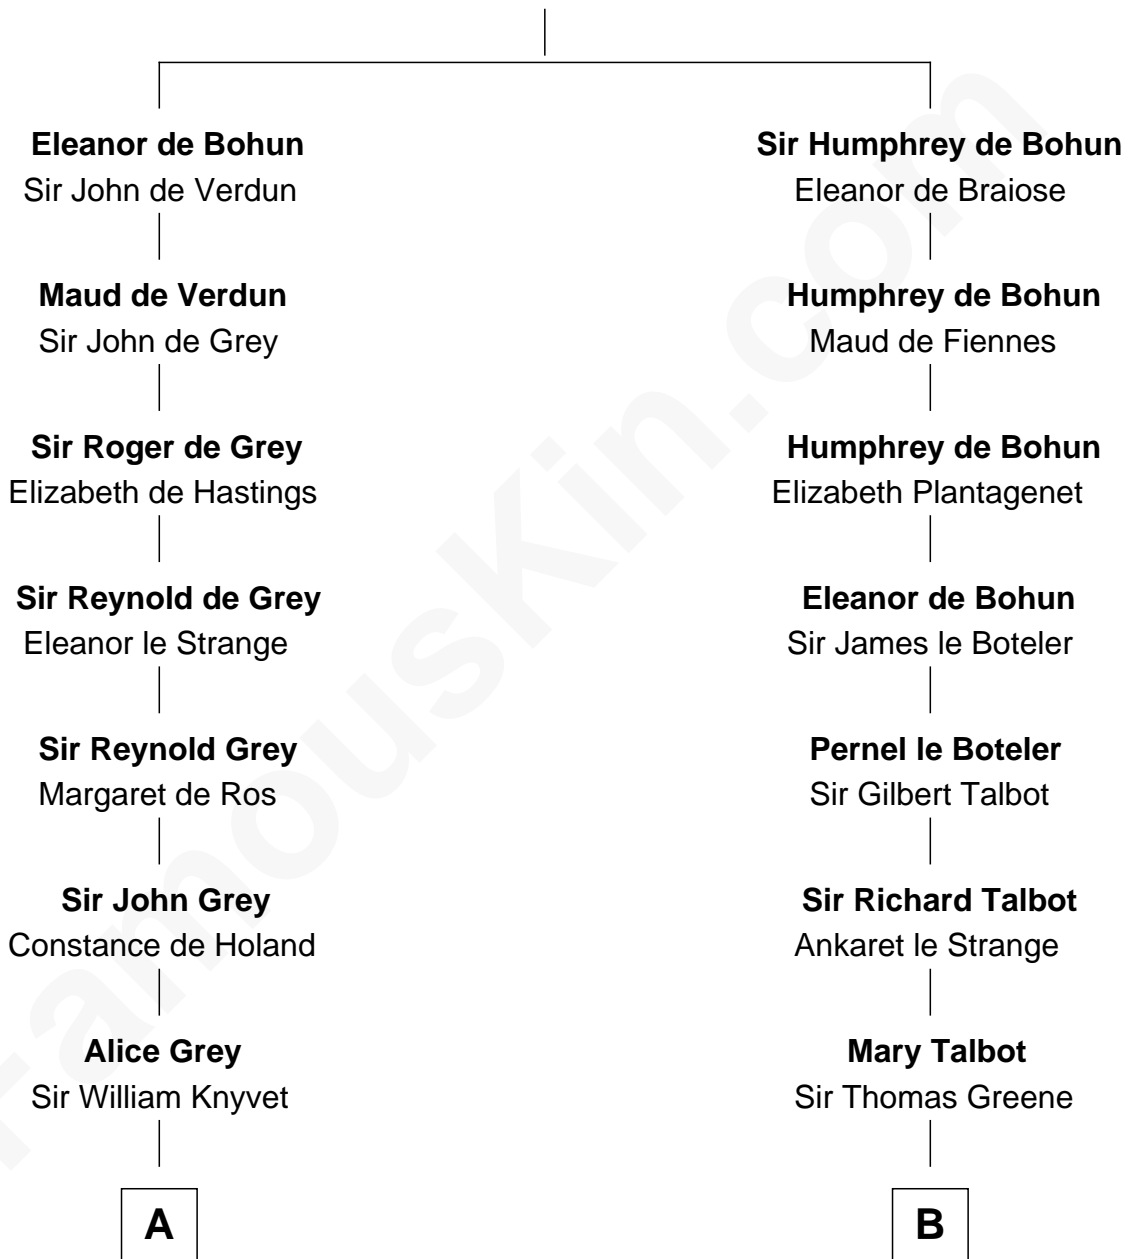 Eleanor de Bohun
Sir John de Verdun
Maud de Verdun
Sir John de Grey
Sir Roger de Grey
Elizabeth de Hastings
Sir Reynold de Grey
Eleanor le Strange
Sir Reynold Grey
Margaret de Ros
Sir John Grey
Constance de Holand
Alice Grey
Sir William Knyvet
A
Sir Humphrey de Bohun
Eleanor de Braiose
Humphrey de Bohun
Maud de Fiennes
Humphrey de Bohun
Elizabeth Plantagenet
Eleanor de Bohun
Sir James le Boteler
Pernel le Boteler
Sir Gilbert Talbot
Sir Richard Talbot
Ankaret le Strange
Mary Talbot
Sir Thomas Greene
B
FamousKin.com